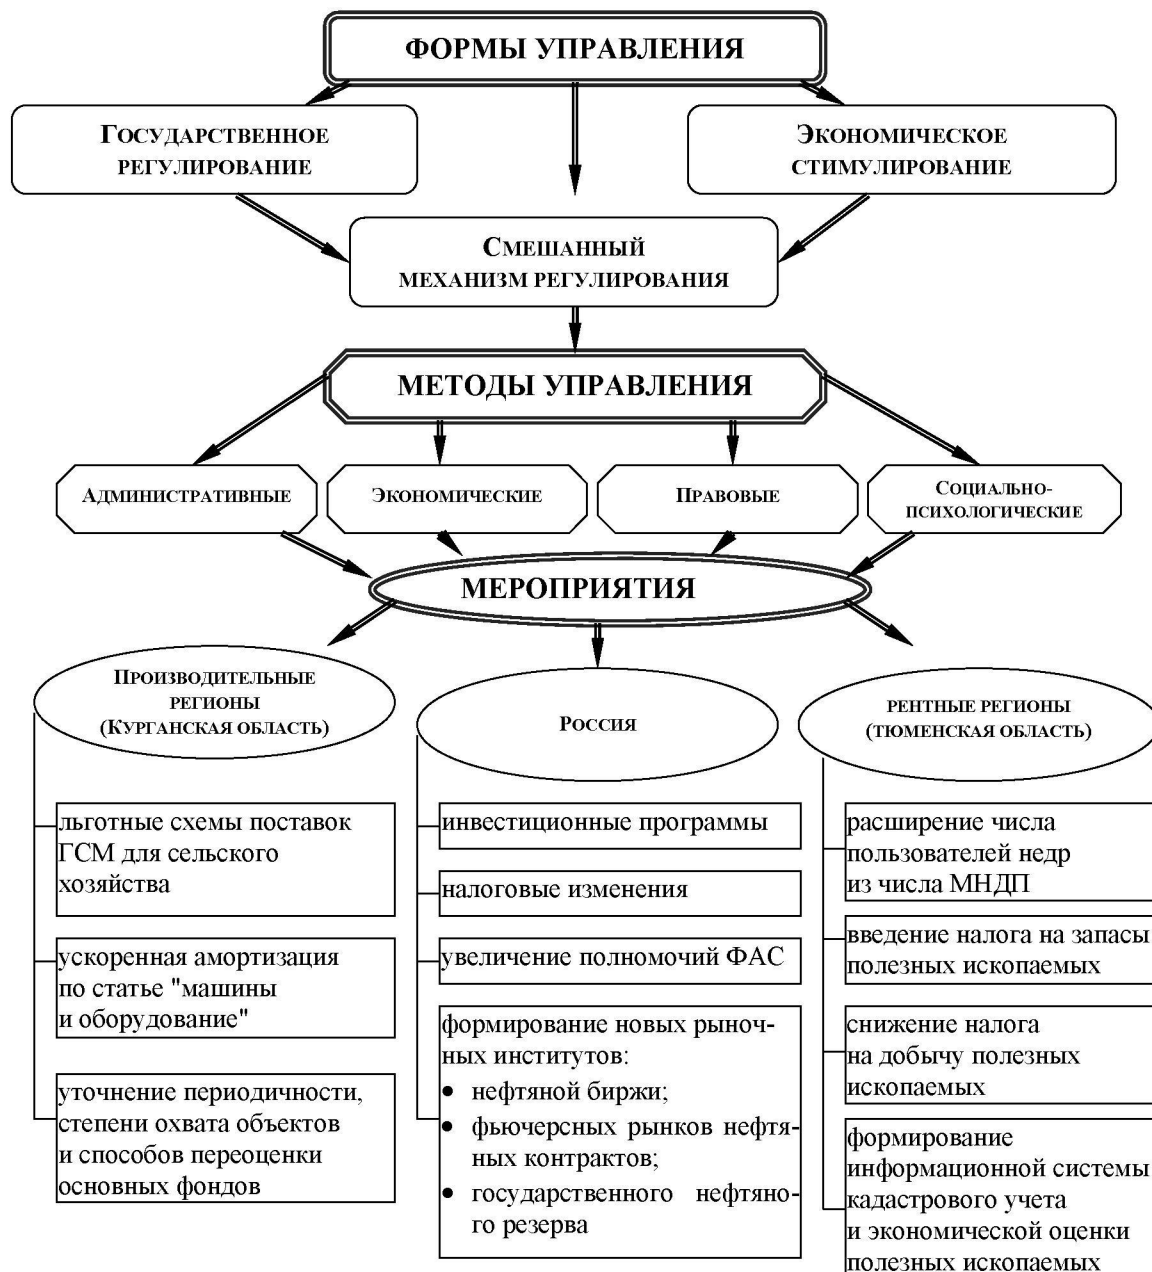 ФОРМЫ УПРАВЛЕНИЯ
ГОСУДАРСТВЕННОЕ
РЕГУЛИРОВАНИЕ
ЭКОНОМИЧЕСКОЕ
СТИМУЛИРОВАНИЕ
СМЕШАННЫЙ
МЕХАНИЗМ РЕГУЛИРОВАНИЯ
МЕТОДЫ УПРАВЛЕНИЯ
АДМИНИСТРАТИВНЫЕ
ЭКОНОМИЧЕСКИЕ
ПРАВОВЫЕ
СОЦИАЛЬНО-
ПСИХОЛОГИЧЕСКИЕ
МЕРОПРИЯТИЯ
ПРОИЗВОДИТЕЛЬНЫЕ
РЕГИОНЫ
(КУРГАНСКАЯ ОБЛАСТЬ)
РОССИЯ
РЕНТНЫЕ РЕГИОНЫ
(ТЮМЕНСКАЯ ОБЛАСТЬ)
льготные схемы поставок
ГСМ для сельского
хозяйства
ускоренная амортизация
по статье "машины
и оборудование"
уточнение периодичности,
степени охвата объектов
и способов переоценки
основных фондов
инвестиционные программы
налоговые изменения
увеличение полномочий ФАС
формирование новых рыноч-
ных институтов:
• нефтяной биржи;
• фьючерсных рынков нефтя-
ных контрактов;
• государственного нефтяно-
го резерва
расширение числа
пользователей недр
из числа МНДП
введение налога на запасы
полезных ископаемых
снижение налога
на добычу полезных
ископаемых
формирование
информационной системы
кадастрового учета
и экономической оценки
полезных ископаемых